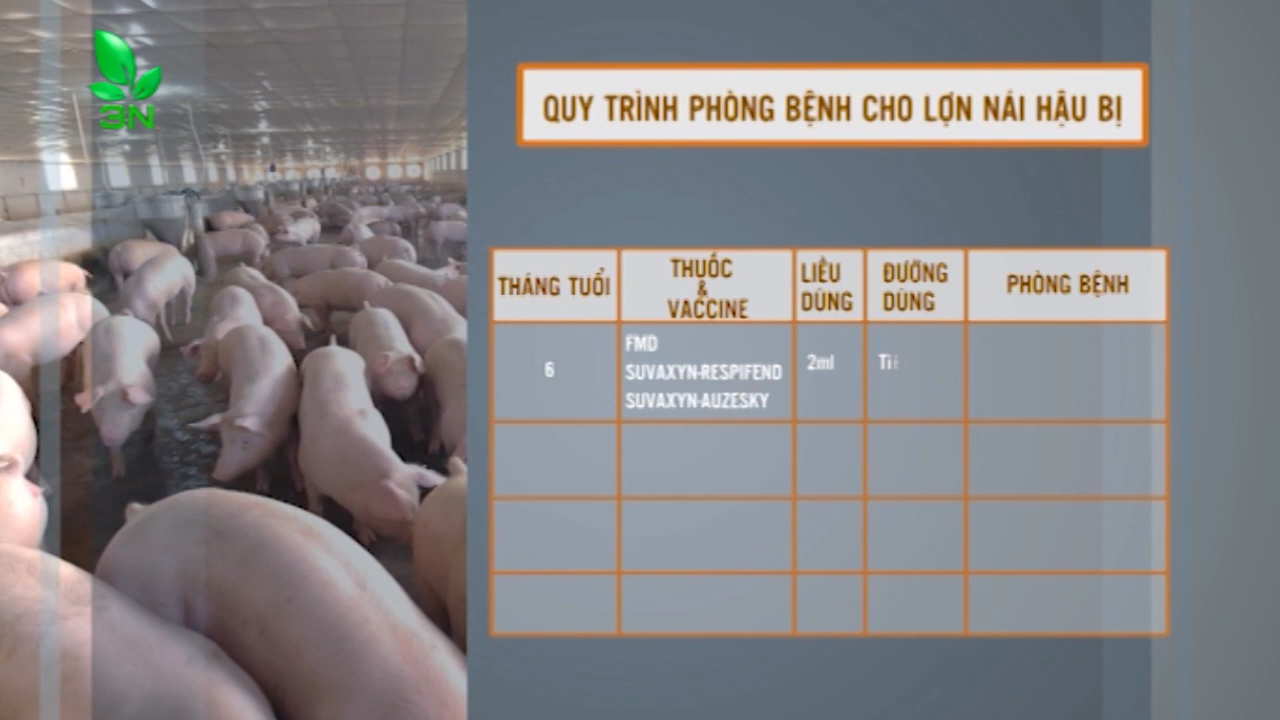 3N
QUY TRÌNH PHÒNG BỆNH CHO LỢN NÁI HẬU BỊ
THÁNG TUỔI
THUỐC
&
VACCINE
LIỀU
DÙNG
ĐƯỜNG
DÙNG
PHÒNG BỆNH
6
FMD
SUVAXYN-RESPIFEND
SUVAXYN-AUZESKY
2ml